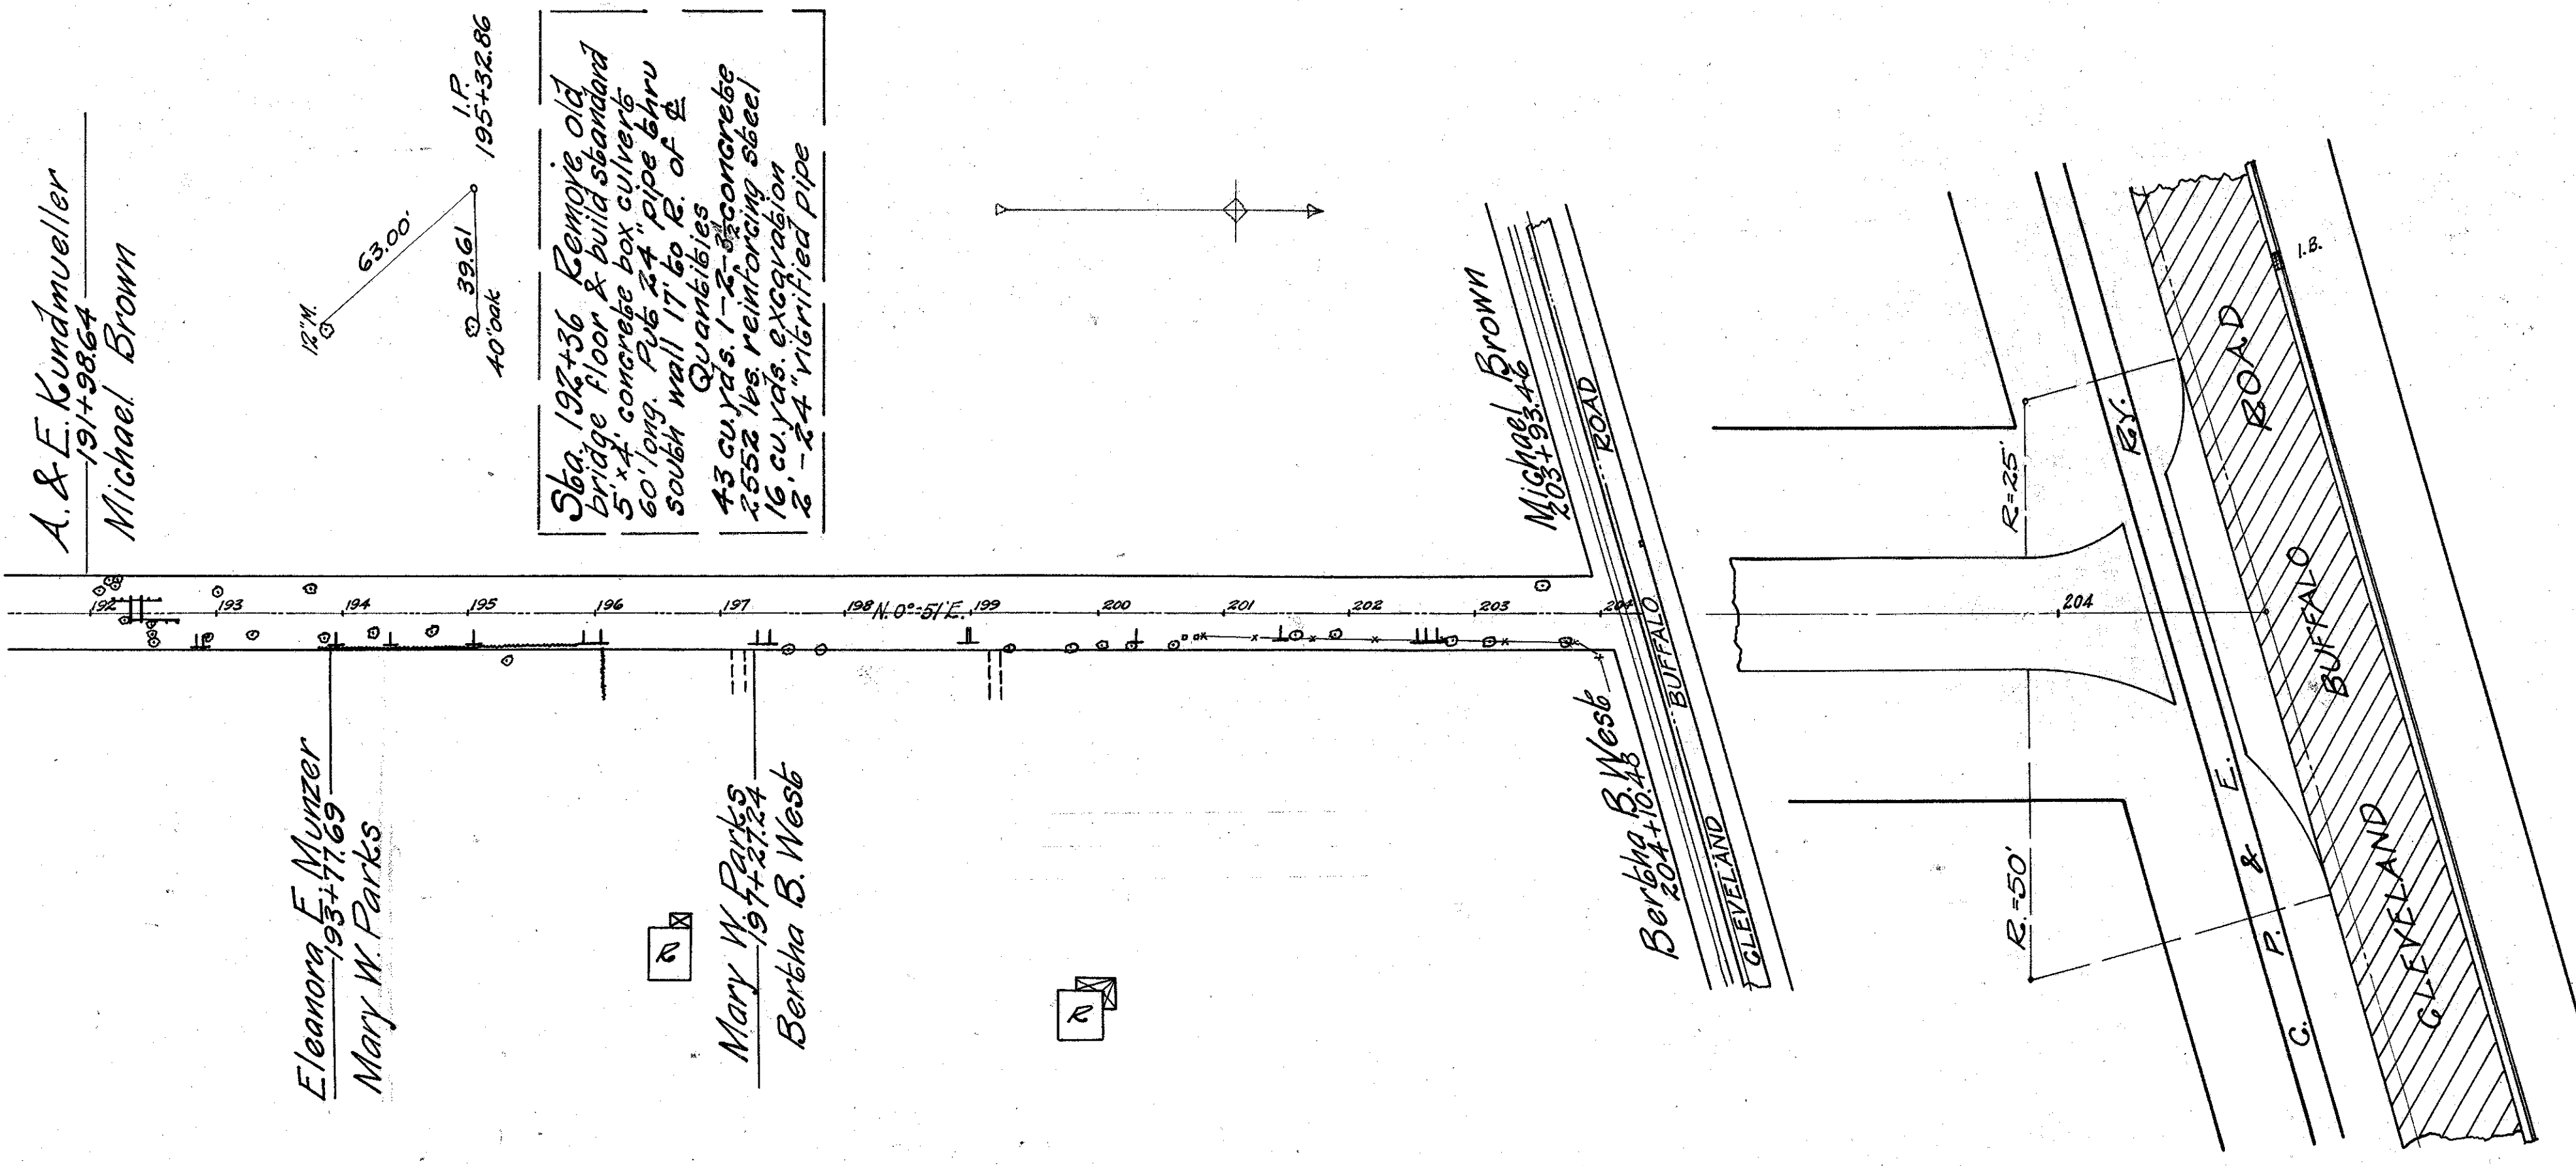 A. & E. Kundmueller
191+98.64
Michael Brown
12"M.
63.00'
39.61
40"oak
I.P.
195+32.86
Sta. 192+36 Remove old
bridge floor & build standard
5'x4' concrete box culvert
60' long. Put 24" pipe thru
south wall 17' to R. of ℄
Quantities
43 cu. yds. 1-2-3½ concrete
2552 lbs. reinforcing steel
16 cu. yds. excavation
2'-24" vitrified pipe
192
193
194
195
196
197
198
N. 0°-51' E.
199
200
201
202
203
204
Eleanora E. Munzer
193+77.69
Mary W. Parks
R
Mary W. Parks
197+27.24
Bertha B. West
R
Michael Brown
203+93.46
Bertha B. West
204+10.48
CLEVELAND BUFFALO ROAD
R=25'
204
R.=50'
C. P. & E. Ry.
CLEVELAND BUFFALO ROAD
I.B.